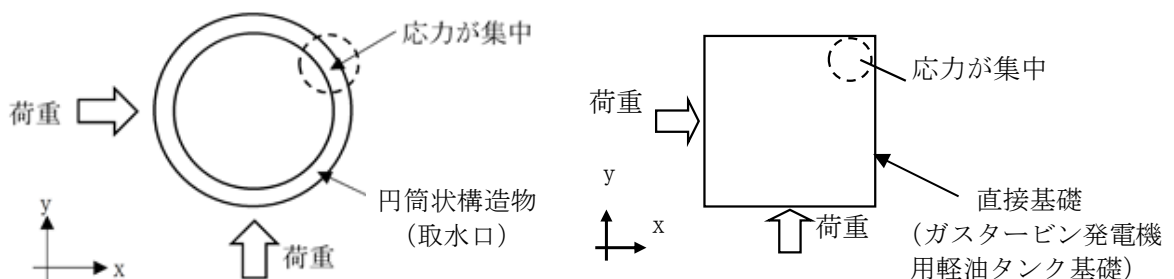 応力が集中
荷重
円筒状構造物
(取水口)
荷重
y
x
応力が集中
荷重
y
x
荷重
直接基礎
(ガスタービン発電機
用軽油タンク基礎)